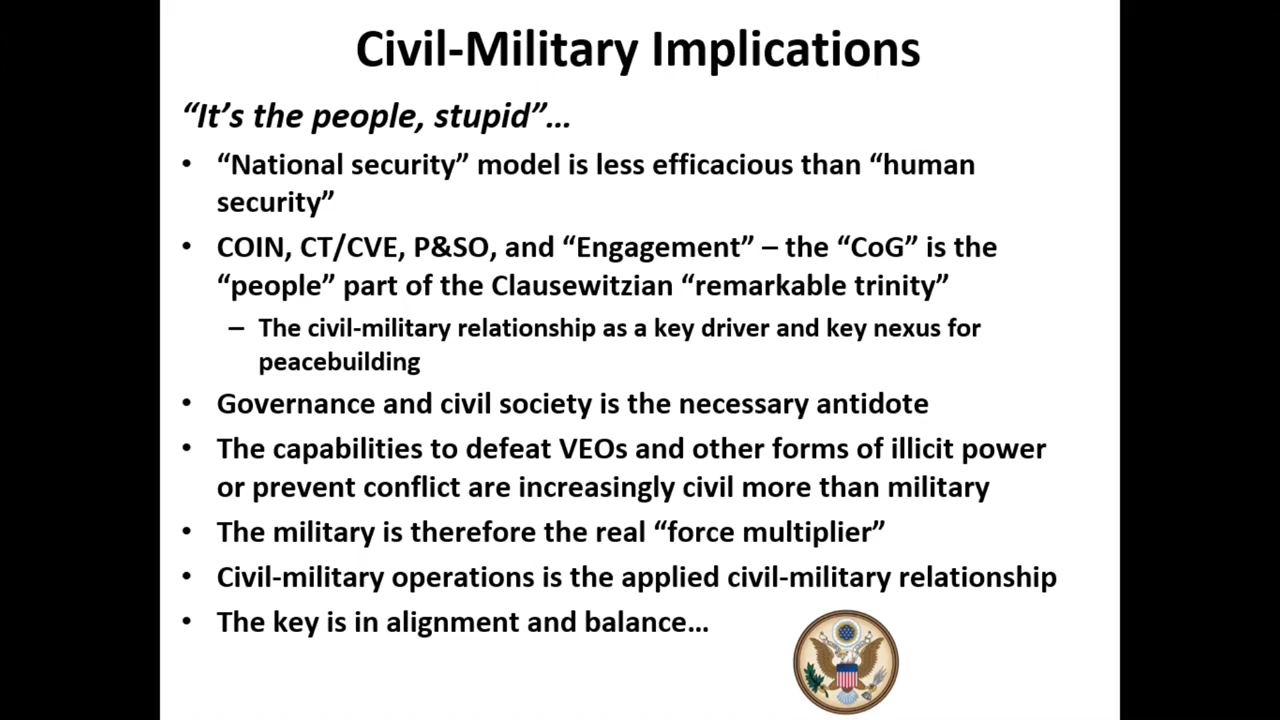 Civil-Military Implications
“It’s the people, stupid”…
• “National security” model is less efficacious than “human
security”
• COIN, CT/CVE, P&SO, and “Engagement” – the “CoG” is the
“people” part of the Clausewitzian “remarkable trinity”
– The civil-military relationship as a key driver and key nexus for
peacebuilding
• Governance and civil society is the necessary antidote
• The capabilities to defeat VEOs and other forms of illicit power
or prevent conflict are increasingly civil more than military
• The military is therefore the real “force multiplier”
• Civil-military operations is the applied civil-military relationship
• The key is in alignment and balance…